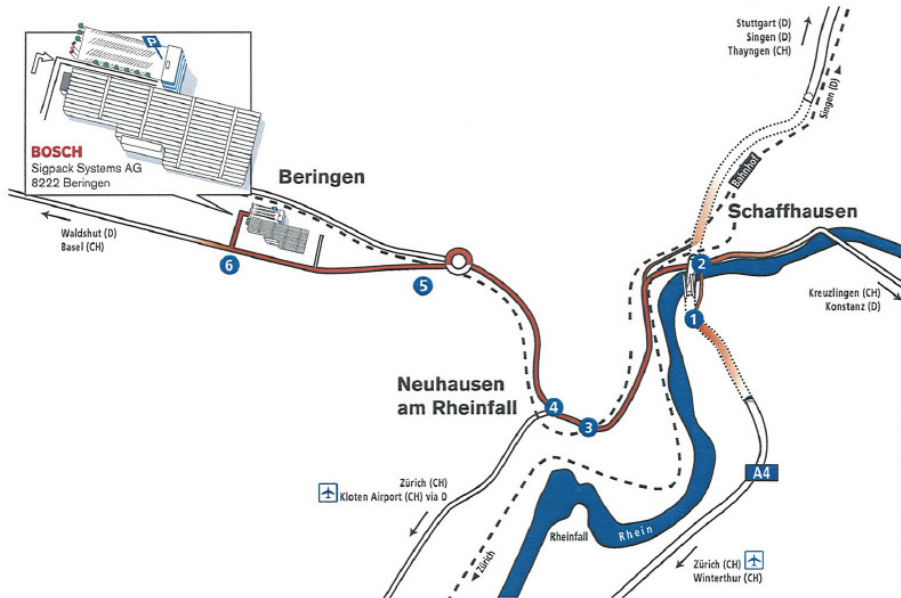 Stuttgart (D)
Singen (D)
Thayngen (CH)
Singen (D)
P
BOSCH
Sigpack Systems AG
8222 Beringen
Beringen
Bahnhof
Schaffhausen
Waldshut (D)
Basel (CH)
6
5
2
Kreuzlingen (CH)
Konstanz (D)
1
Neuhausen
am Rheinfall
4
3
A4
Zürich (CH)
Kloten Airport (CH) via D
Rheinfall
Rhein
Zürich
Zürich (CH)
Winterthur (CH)